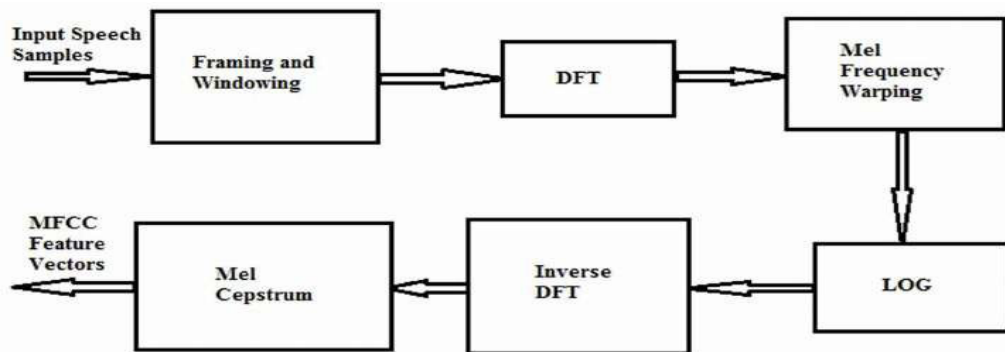 Input Speech
Samples
Framing and
Windowing
DFT
Mel
Frequency
Warping
LOG
Inverse
DFT
Mel
Cepstrum
MFCC
Feature
Vectors